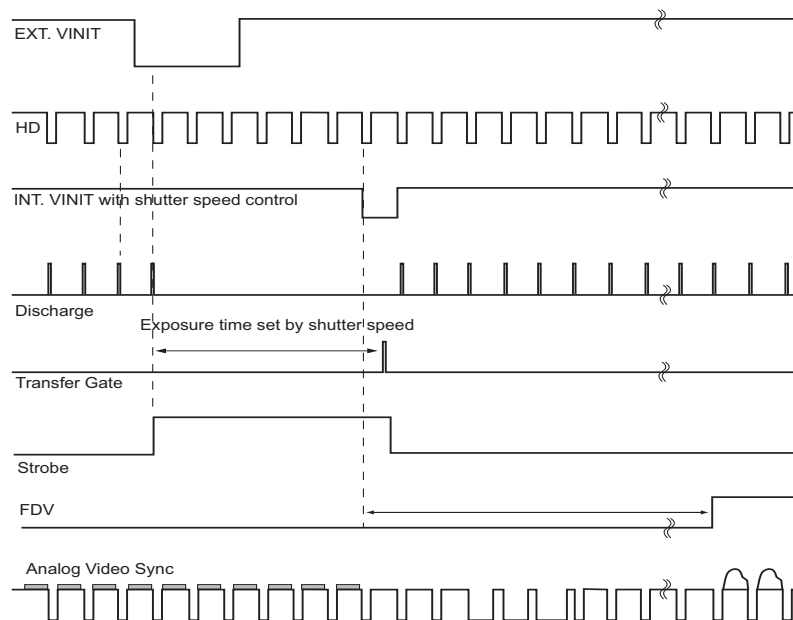 EXT. VINIT
HD
INT. VINIT with shutter speed control
Discharge
Exposure time set by shutter speed
Transfer Gate
Strobe
FDV
Analog Video Sync